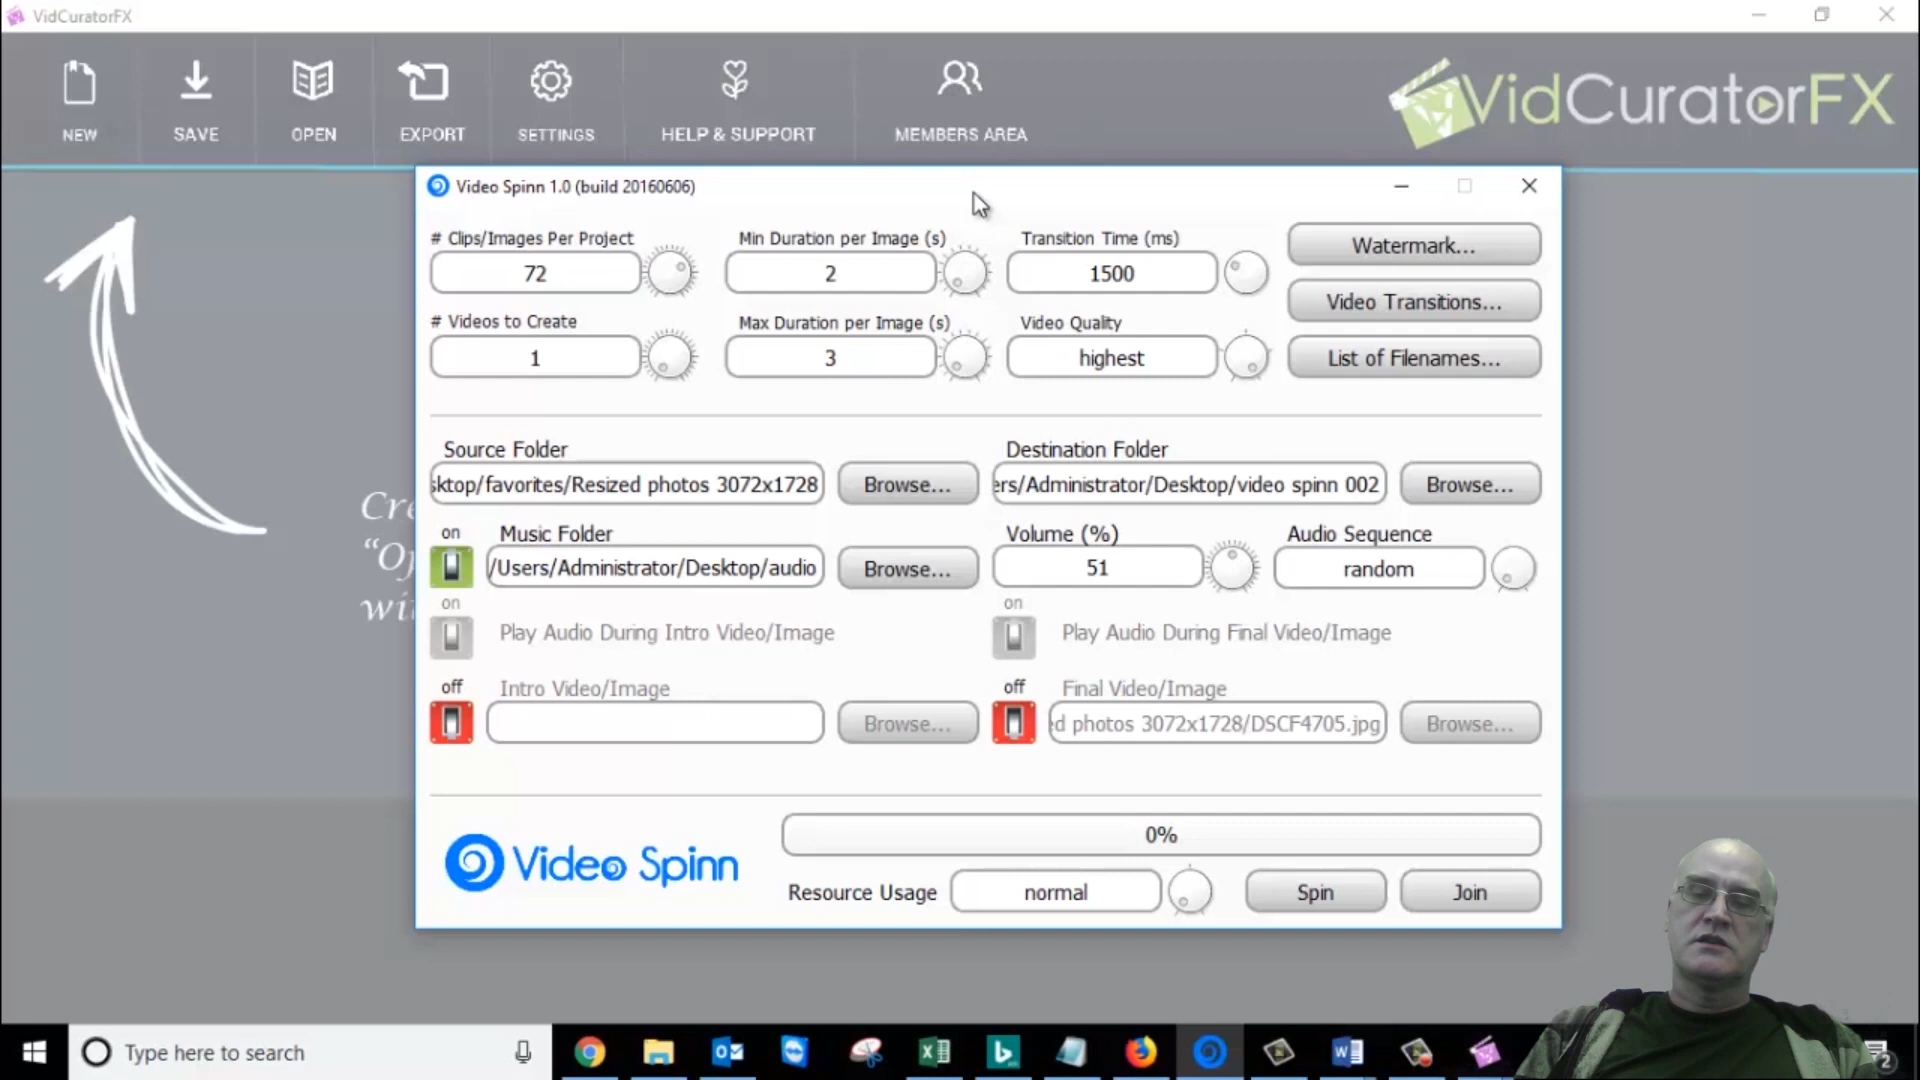 VidCuratorFX
NEW
SAVE
OPEN
EXPORT
SETTINGS
HELP & SUPPORT
MEMBERS AREA
VidCuratorFX
Video Spinn 1.0 (build 20160606)
# Clips/Images Per Project
Min Duration per Image (s)
Transition Time (ms)
72
2
1500
Watermark...
Video Transitions...
# Videos to Create
Max Duration per Image (s)
Video Quality
1
3
highest
List of Filenames...
Source Folder
Destination Folder
sktop/favorites/Resized photos 3072x1728
Browse...
ers/Administrator/Desktop/video spinn 002
Browse...
on
Music Folder
Volume (%)
Audio Sequence
/Users/Administrator/Desktop/audio
Browse...
51
random
on
Play Audio During Intro Video/Image
on
Play Audio During Final Video/Image
off
Intro Video/Image
off
Final Video/Image
Browse...
ed photos 3072x1728/DSCF4705.jpg
Browse...
Cre
“Op
wi
0%
Video Spinn
Resource Usage
normal
Spin
Join
Type here to search
2